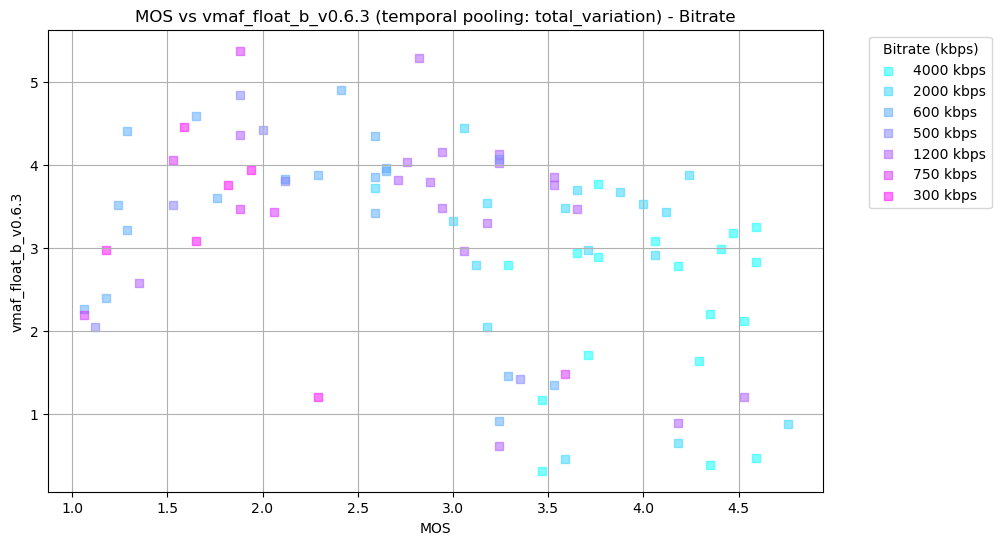 MOS vs vmaf_float_b_v0.6.3 (temporal pooling: total_variation) - Bitrate
vmaf_float_b_v0.6.3
5
4
3
2
1
1.0 1.5 2.0 2.5 3.0 3.5 4.0 4.5
MOS
Bitrate (kbps)
4000 kbps
2000 kbps
600 kbps
500 kbps
1200 kbps
750 kbps
300 kbps